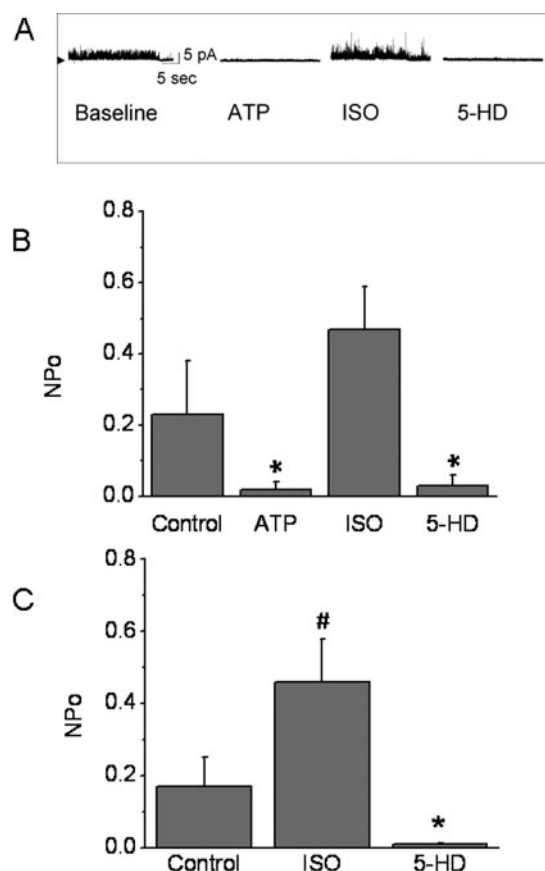 A
5 pA
5 sec
Baseline ATP ISO 5-HD
B
0.8
0.6
0.4
0.2
0.0
NPo
* *
Control ATP ISO 5-HD
C
0.8
0.6
0.4
0.2
0.0
NPo
#
*
Control ISO 5-HD